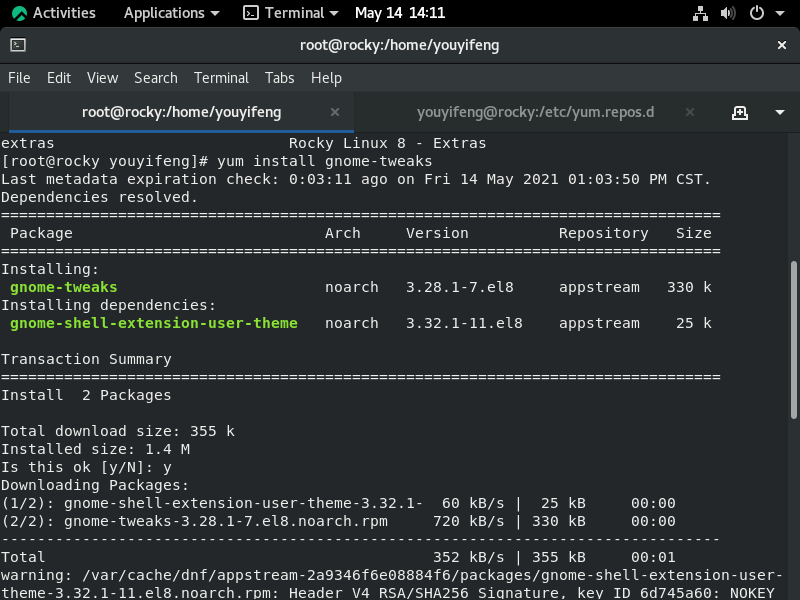 Activities Applications Terminal May 14 14:11
root@rocky:/home/youyifeng
File Edit View Search Terminal Tabs Help
root@rocky:/home/youyifeng youyifeng@rocky:/etc/yum.repos.d
extras Rocky Linux 8 - Extras
[root@rocky youyifeng]# yum install gnome-tweaks
Last metadata expiration check: 0:03:11 ago on Fri 14 May 2021 01:03:50 PM CST.
Dependencies resolved.
================================================================================
Package Arch Version Repository Size
================================================================================
Installing:
gnome-tweaks noarch 3.28.1-7.el8 appstream 330 k
Installing dependencies:
gnome-shell-extension-user-theme noarch 3.32.1-11.el8 appstream 25 k
Transaction Summary
================================================================================
Install 2 Packages
Total download size: 355 k
Installed size: 1.4 M
Is this ok [y/N]: y
Downloading Packages:
(1/2): gnome-shell-extension-user-theme-3.32.1- 60 kB/s | 25 kB 00:00
(2/2): gnome-tweaks-3.28.1-7.el8.noarch.rpm 720 kB/s | 330 kB 00:00
--------------------------------------------------------------------------------
Total 352 kB/s | 355 kB 00:01
warning: /var/cache/dnf/appstream-2a9346f6e08884f6/packages/gnome-shell-extension-user-
theme-3.32.1-11.el8.noarch.rpm: Header V4 RSA/SHA256 Signature, key ID 6d745a60: NOKEY